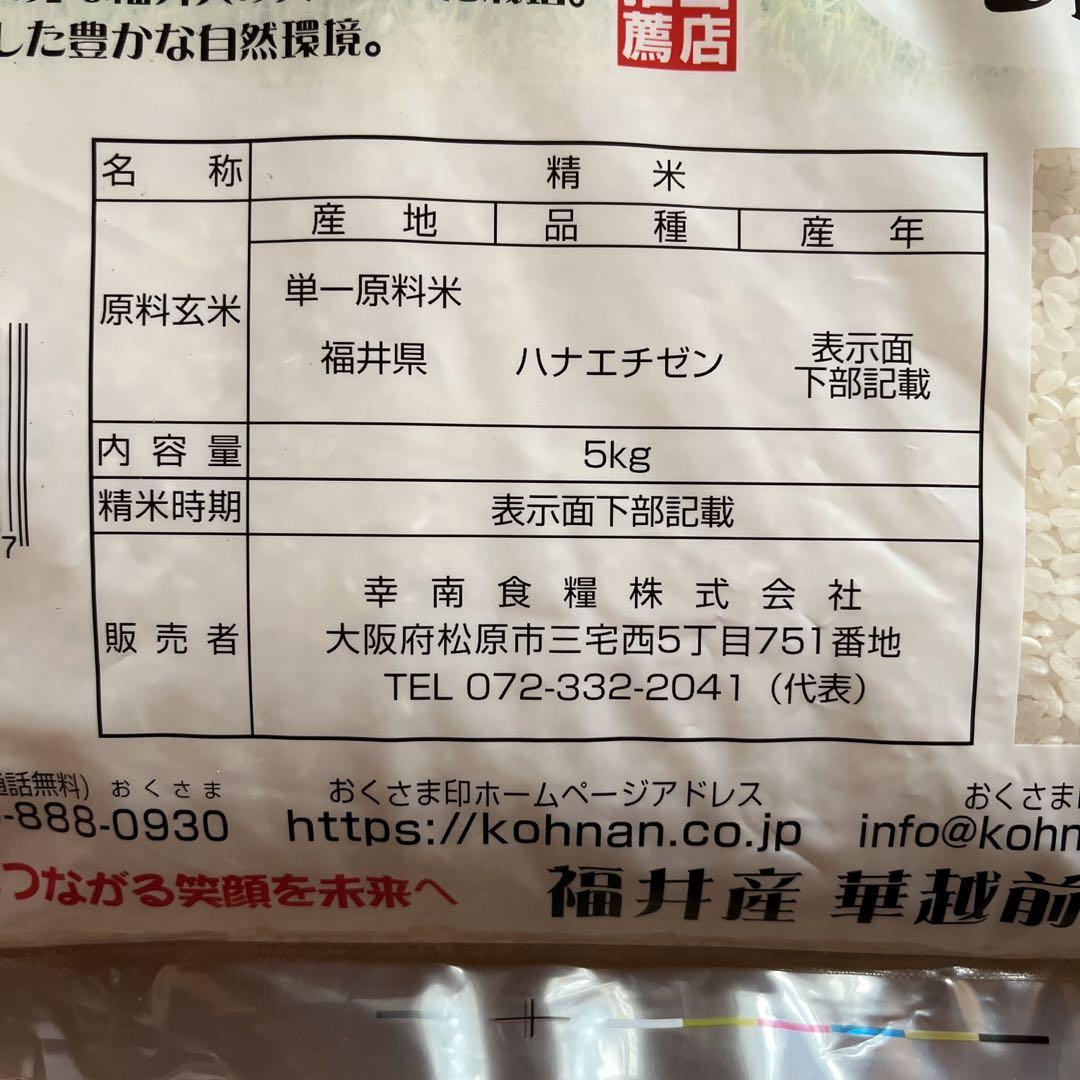 した豊かな自然環境。
薦 店
名 称 精 米
原料玄米
産 地 品 種 産 年
単一原料米
福井県 ハナエチゼン 表示面
下部記載
内 容 量 5kg
精米時期 表示面下部記載
販 売 者
幸 南 食 糧 株 式 会 社
大阪府松原市三宅西5丁目751番地
TEL 072-332-2041（代表）
7
通話無料) おくさま
-888-0930
おくさま印ホームページアドレス
https://kohnan.co.jp
おくさま
info@kohn
つながる笑顔を未来へ
福井産 華越前